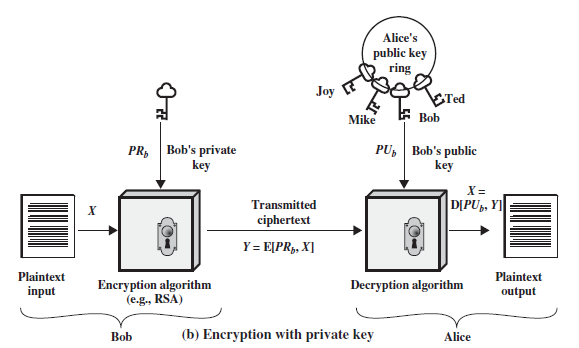 Alice's
public key
ring
Joy
Ted
Mike
Bob
PRb
Bob's private
key
PUb
Bob's public
key
X
Transmitted
ciphertext
Y = E[PRb, X]
X =
D[PUb, Y]
Plaintext
input
Encryption algorithm
(e.g., RSA)
Decryption algorithm
Plaintext
output
Bob
(b) Encryption with private key
Alice